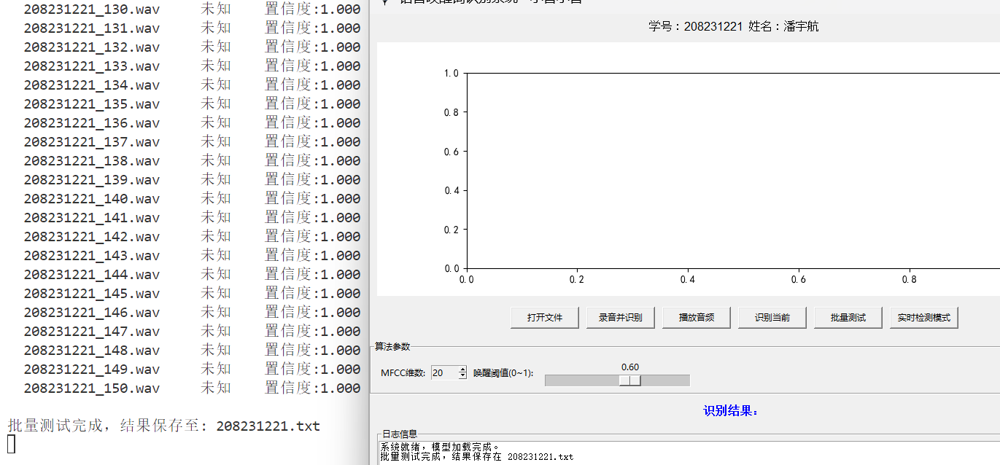 208231221_130.wav 未知 置信度:1.000
208231221_131.wav 未知 置信度:1.000
208231221_132.wav 未知 置信度:1.000
208231221_133.wav 未知 置信度:1.000
208231221_134.wav 未知 置信度:1.000
208231221_135.wav 未知 置信度:1.000
208231221_136.wav 未知 置信度:1.000
208231221_137.wav 未知 置信度:1.000
208231221_138.wav 未知 置信度:1.000
208231221_139.wav 未知 置信度:1.000
208231221_140.wav 未知 置信度:1.000
208231221_141.wav 未知 置信度:1.000
208231221_142.wav 未知 置信度:1.000
208231221_143.wav 未知 置信度:1.000
208231221_144.wav 未知 置信度:1.000
208231221_145.wav 未知 置信度:1.000
208231221_146.wav 未知 置信度:1.000
208231221_147.wav 未知 置信度:1.000
208231221_148.wav 未知 置信度:1.000
208231221_149.wav 未知 置信度:1.000
208231221_150.wav 未知 置信度:1.000
批量测试完成，结果保存至: 208231221.txt
学号：208231221 姓名：潘宇航
1.0
0.8
0.6
0.4
0.2
0.0
0.0 0.2 0.4 0.6 0.8
打开文件 录音并识别 播放音频 识别当前 批量测试 实时检测模式
算法参数
0.60
MFCC维数: 20 唤醒阈值(0~1):
识别结果：
日志信息
系统就绪，模型加载完成。
批量测试完成，结果保存在 208231221.txt